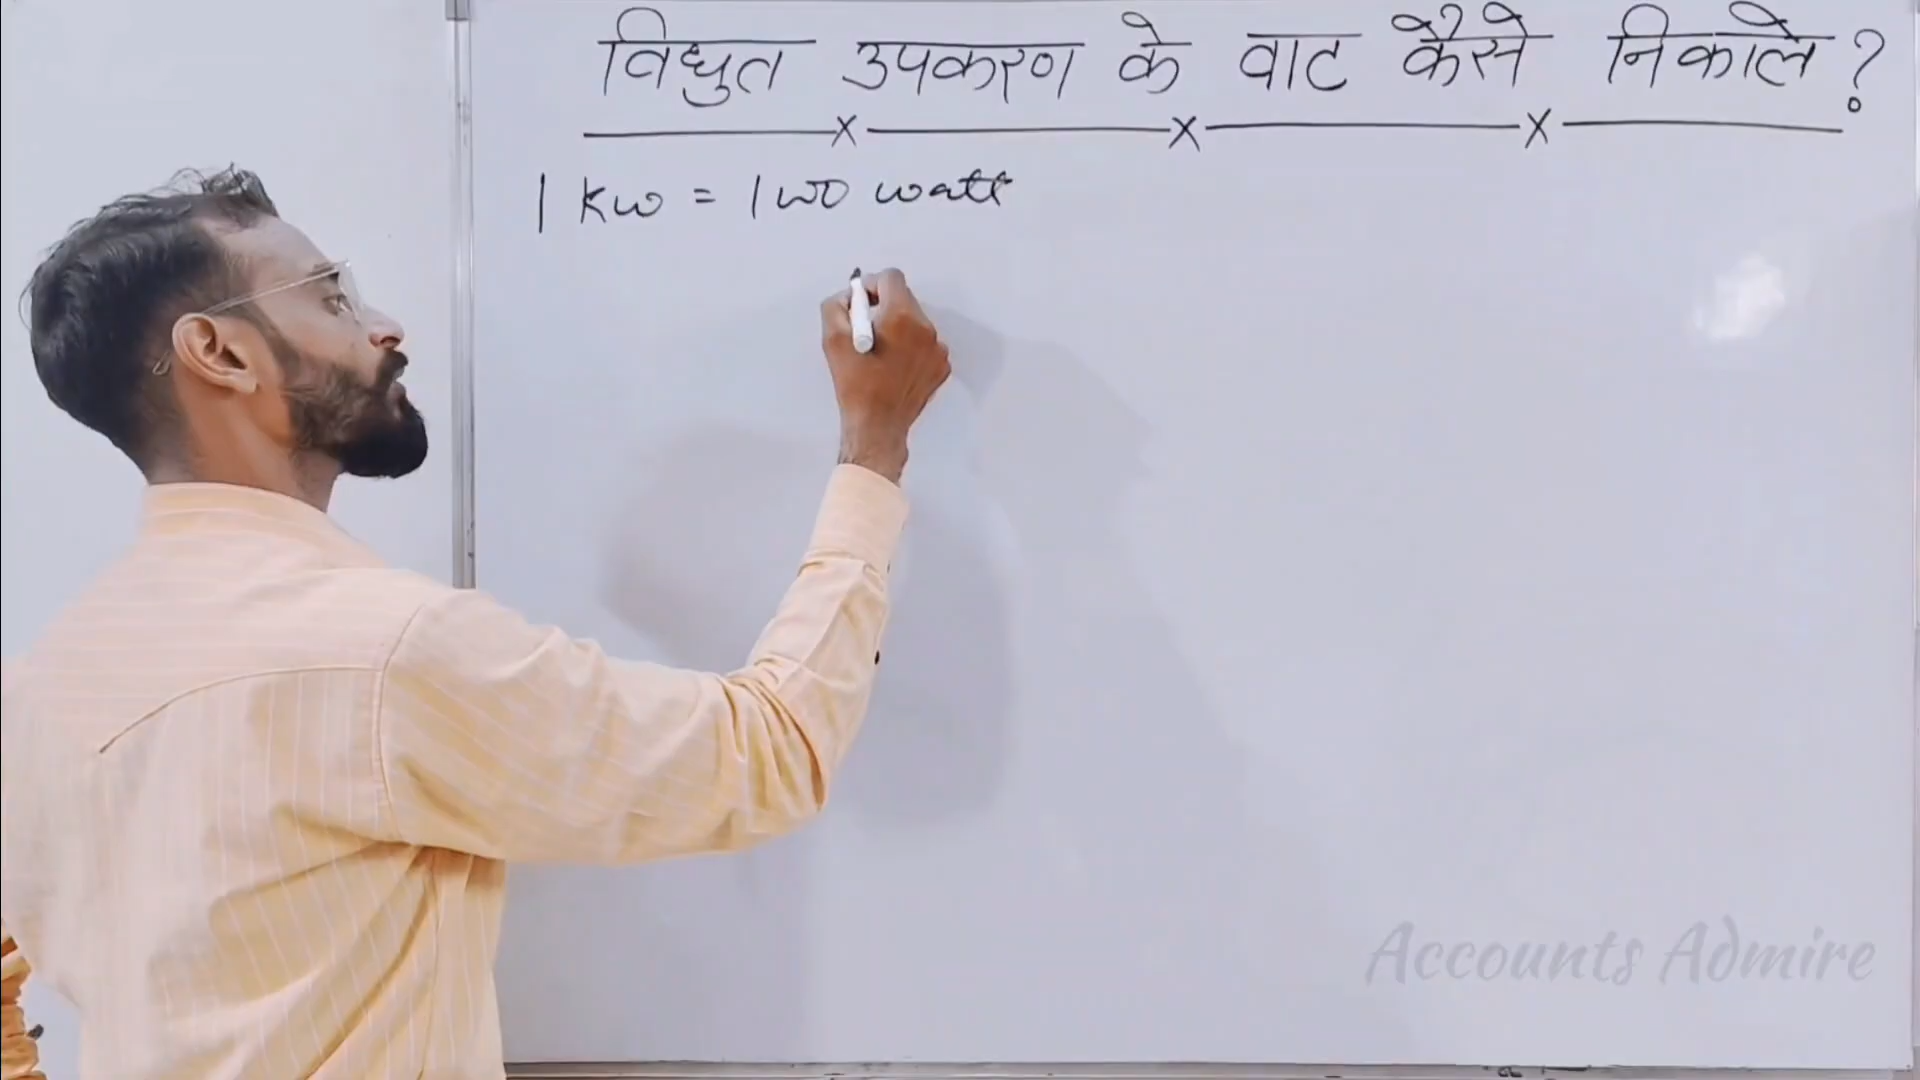 विधुत उपकरण के वाट कैसे निकाले ?
1 Kw = 1000 watt
Accounts Admire